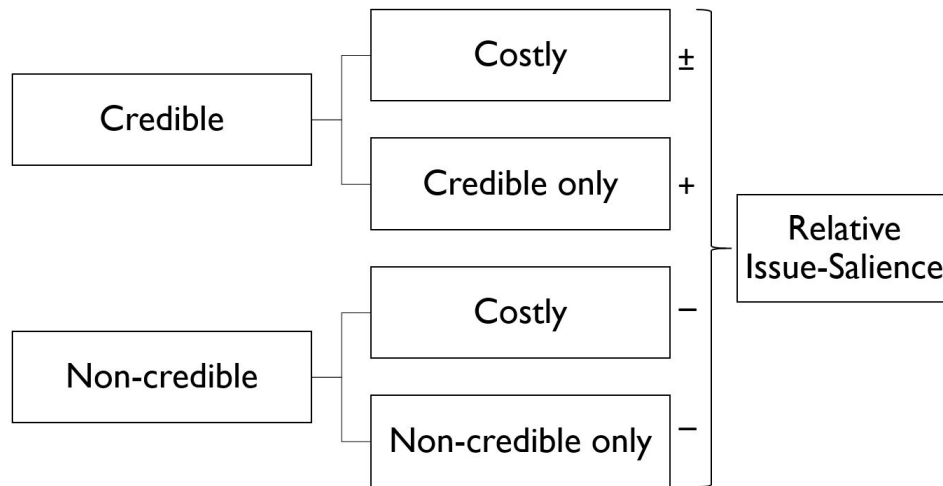 Credible
Costly
±
Credible only
+
Non-credible
Costly
−
Non-credible only
−
Relative
Issue-Salience